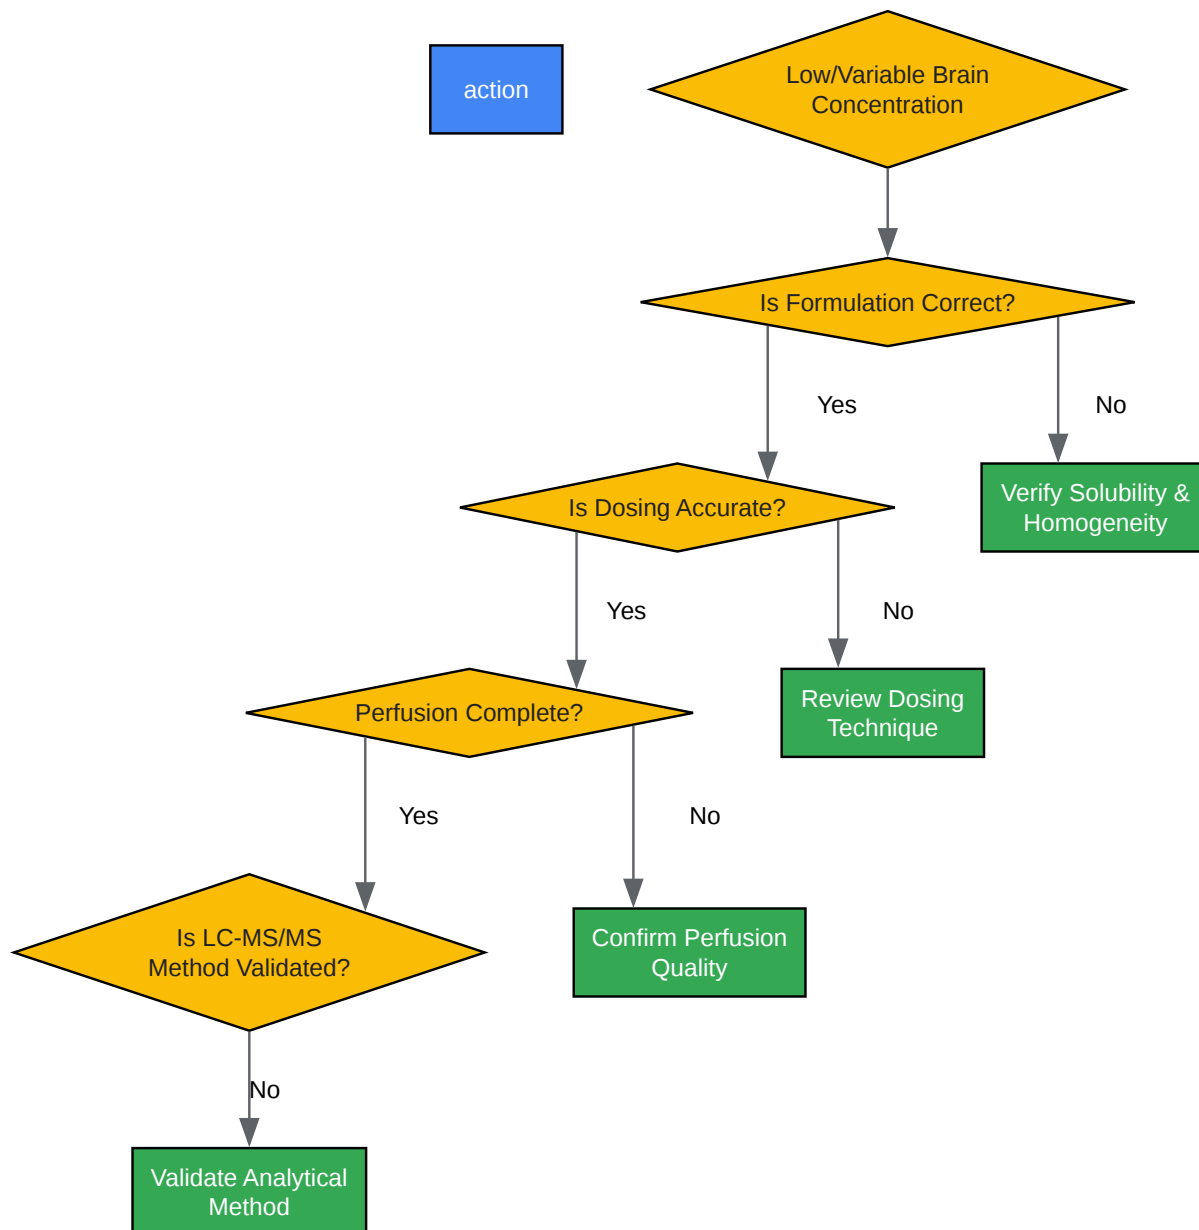 action
Low/Variable Brain
Concentration
Is Formulation Correct?
Yes
No
Verify Solubility &
Homogeneity
Is Dosing Accurate?
Yes
No
Review Dosing
Technique
Perfusion Complete?
Yes
No
Confirm Perfusion
Quality
Is LC-MS/MS
Method Validated?
No
Validate Analytical
Method